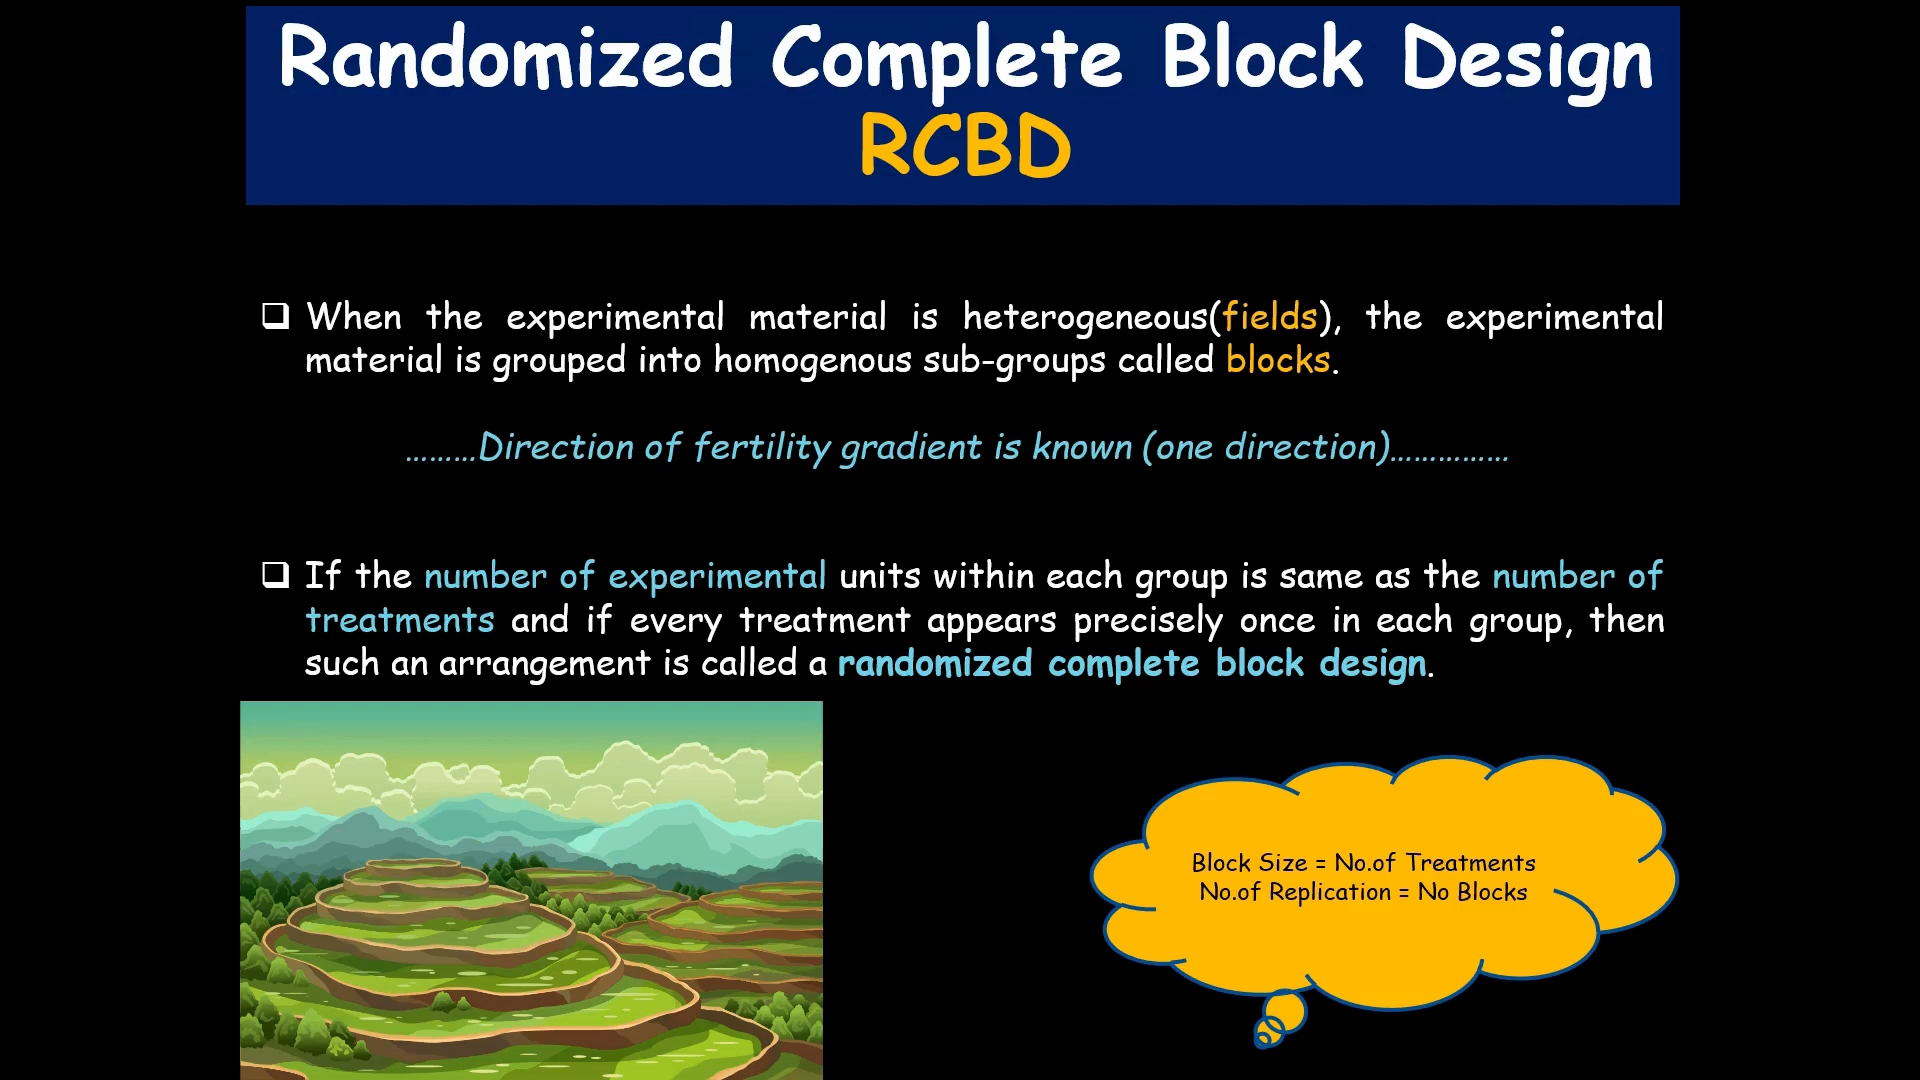 Randomized Complete Block Design
RCBD
❑ When the experimental material is heterogeneous(fields), the experimental
material is grouped into homogenous sub-groups called blocks.
………Direction of fertility gradient is known (one direction)……………
❑ If the number of experimental units within each group is same as the number of
treatments and if every treatment appears precisely once in each group, then
such an arrangement is called a randomized complete block design.
Block Size = No.of Treatments
No.of Replication = No Blocks